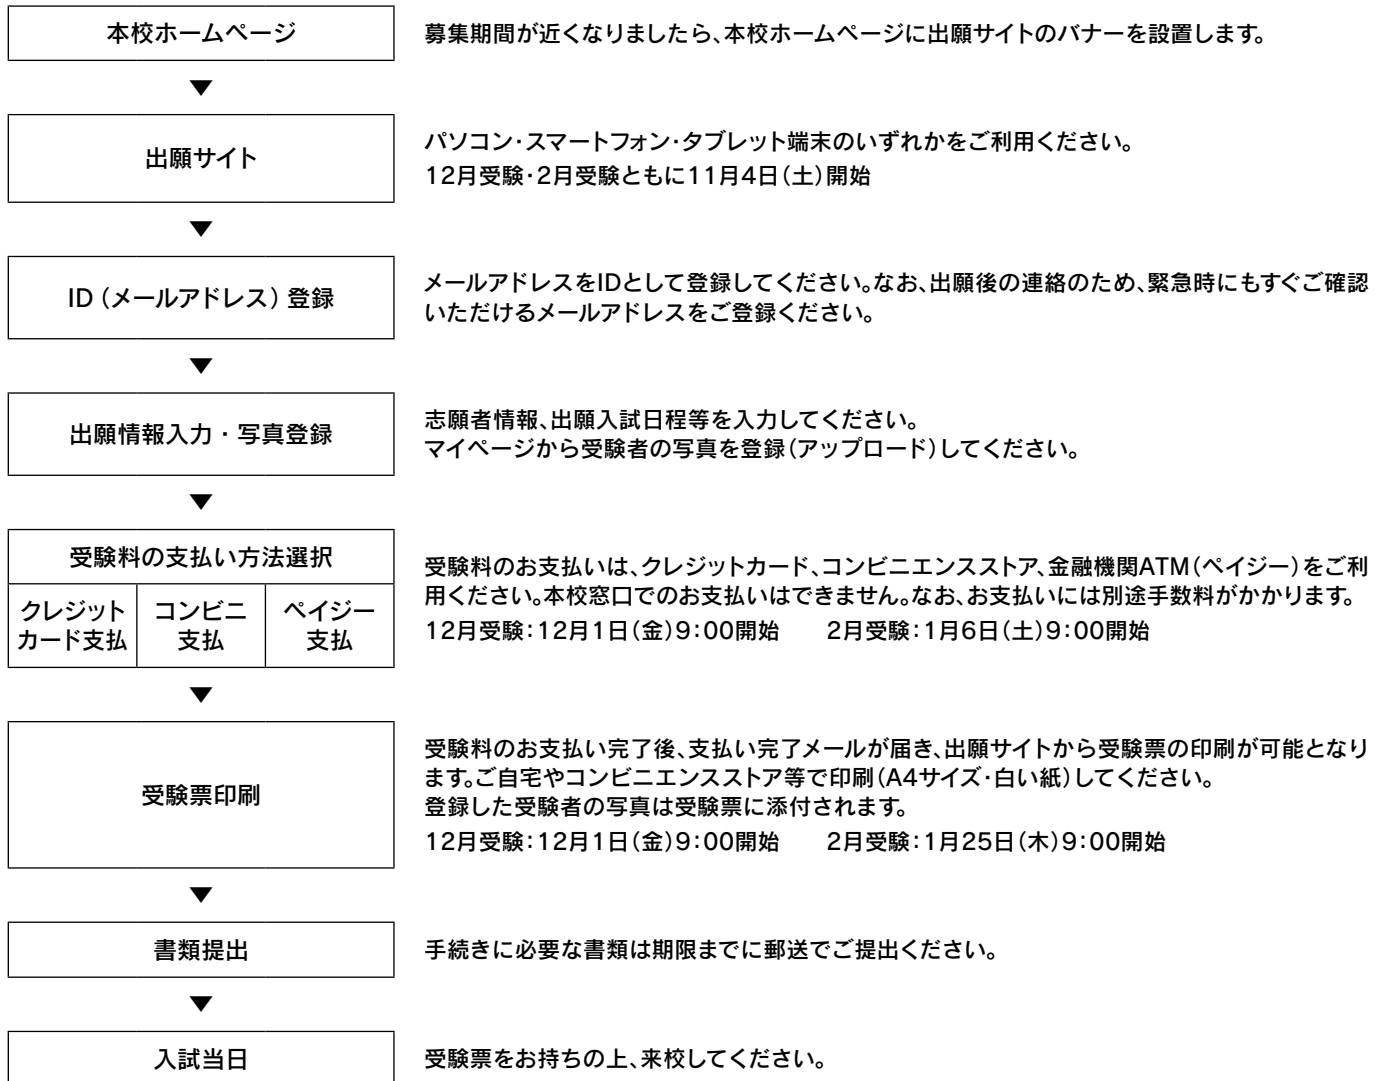 本校ホームページ
募集期間が近くなりましたら、本校ホームページに出願サイトのバナーを設置します。
▼
出願サイト
パソコン・スマートフォン・タブレット端末のいずれかをご利用ください。
12月受験・2月受験ともに11月4日（土）開始
▼
ID（メールアドレス）登録
メールアドレスをIDとして登録してください。なお、出願後の連絡のため、緊急時にもすぐご確認
いただけるメールアドレスをご登録ください。
▼
出願情報入力・写真登録
志願者情報、出願入試日程等を入力してください。
マイページから受験者の写真を登録（アップロード）してください。
▼
受験料の支払い方法選択
クレジット
カード支払
コンビニ
支払
ペイジー
支払
受験料のお支払いは、クレジットカード、コンビニエンスストア、金融機関ATM（ペイジー）をご利
用ください。本校窓口でのお支払いはできません。なお、お支払いには別途手数料がかかります。
12月受験：12月1日（金）9：00開始　　2月受験：1月6日（土）9：00開始
▼
受験票印刷
受験料のお支払い完了後、支払い完了メールが届き、出願サイトから受験票の印刷が可能となり
ます。ご自宅やコンビニエンスストア等で印刷（A4サイズ・白い紙）してください。
登録した受験者の写真は受験票に添付されます。
12月受験：12月1日（金）9：00開始　　2月受験：1月25日（木）9：00開始
▼
書類提出
手続きに必要な書類は期限までに郵送でご提出ください。
▼
入試当日
受験票をお持ちの上、来校してください。